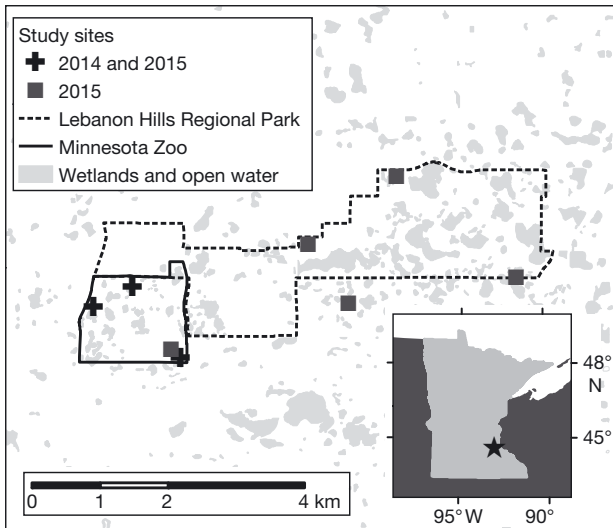 Study sites
2014 and 2015
2015
Lebanon Hills Regional Park
Minnesota Zoo
Wetlands and open water
48°
N
45°
95°W 90°
0 1 2 4 km